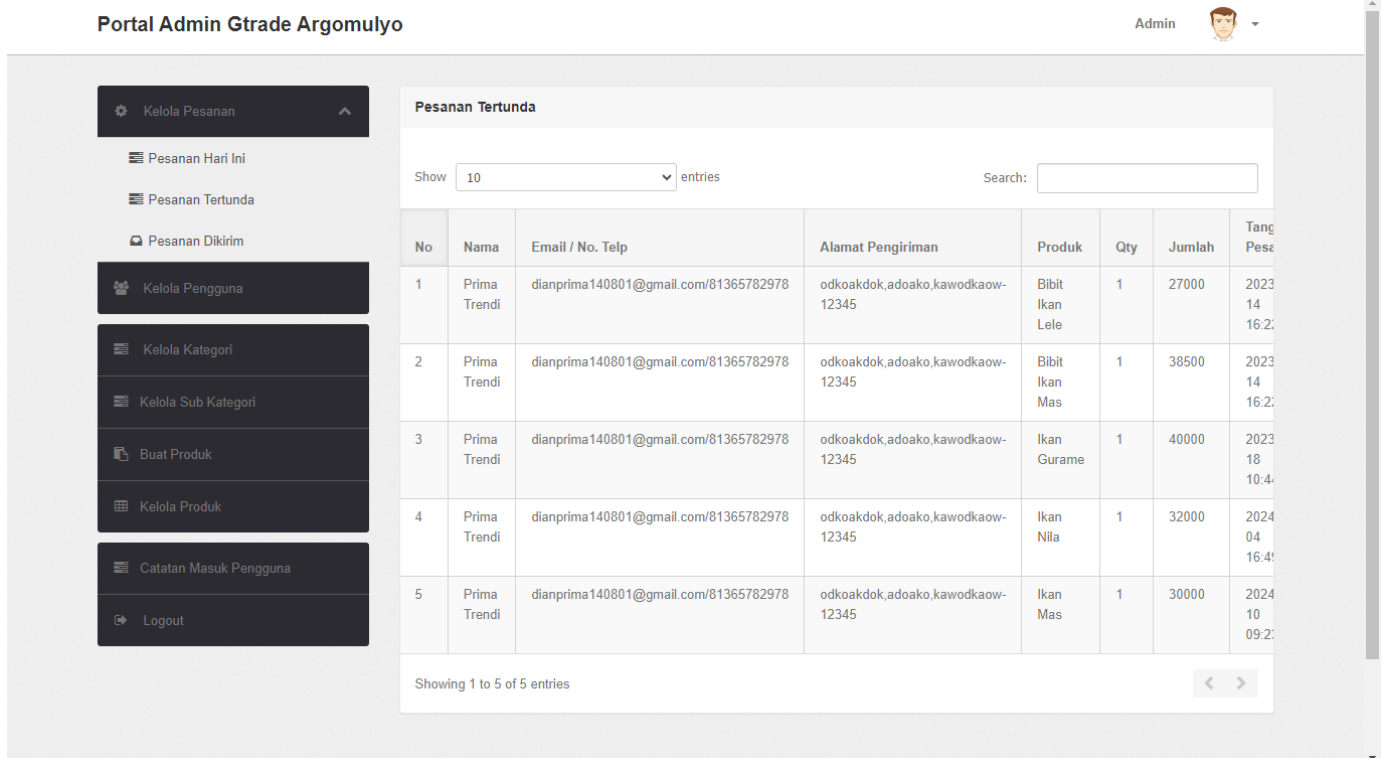 Portal Admin Gtrade Argomulyo
Admin
Kelola Pesanan
Pesanan Hari Ini
Pesanan Tertunda
Pesanan Dikirim
Kelola Pengguna
Kelola Kategori
Kelola Sub Kategori
Buat Produk
Kelola Produk
Catatan Masuk Pengguna
Logout
Pesanan Tertunda
Show 10 entries
Search:
No Nama Email / No. Telp Alamat Pengiriman Produk Qty Jumlah
1 Prima dianprima140801@gmail.com/81365782978 odkoakdok,adoako,kawodkaow- Bibit 1 27000 2023
Trendi 12345 Ikan 14
Lele
2 Prima dianprima140801@gmail.com/81365782978 odkoakdok,adoako,kawodkaow- Bibit 1 38500 2023
Trendi 12345 Ikan 14
Mas
3 Prima dianprima140801@gmail.com/81365782978 odkoakdok,adoako,kawodkaow- Ikan 1 40000 2023
Trendi 12345 Gurame 18
4 Prima dianprima140801@gmail.com/81365782978 odkoakdok,adoako,kawodkaow- Ikan 1 32000 2024
Trendi 12345 Nila 04
5 Prima dianprima140801@gmail.com/81365782978 odkoakdok,adoako,kawodkaow- Ikan 1 30000 2024
Trendi 12345 Mas 10
Showing 1 to 5 of 5 entries